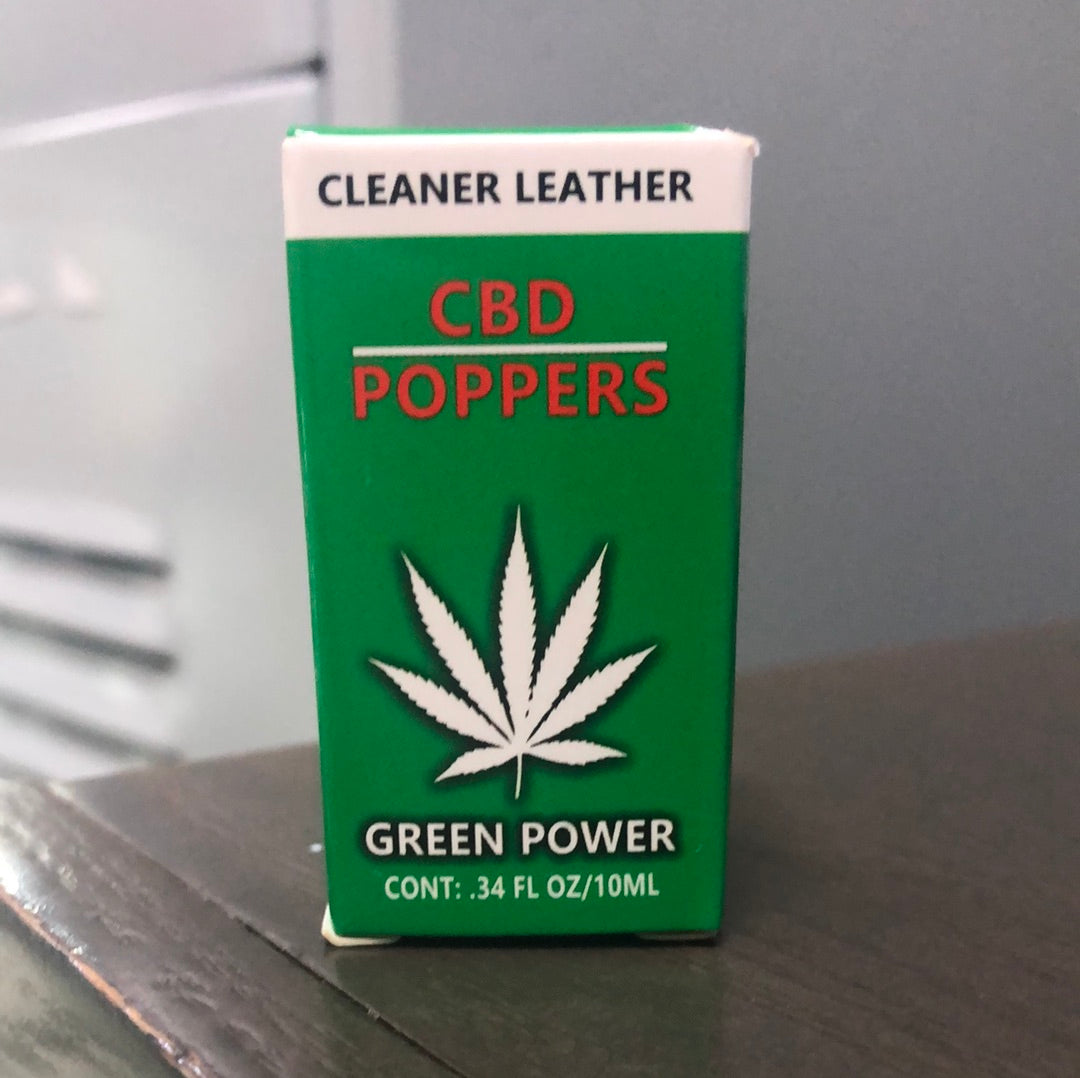 CLEANER LEATHER
CBD
POPPERS
GREEN POWER
CONT: .34 FL OZ/10ML